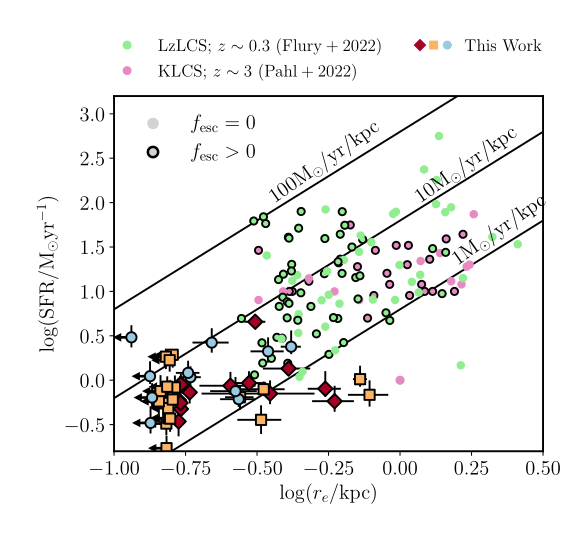 LzLCS; z ∼ 0.3 (Flury+2022)
This Work
KLCS; z ∼ 3 (Pahl+2022)
f_esc = 0
f_esc > 0
100M⊙/yr/kpc
10M⊙/yr/kpc
1M⊙/yr/kpc
3.0
2.5
2.0
1.5
1.0
0.5
0.0
−0.5
log(SFR/M⊙yr⁻¹)
−1.00 −0.75 −0.50 −0.25 0.00 0.25 0.50
log(r_e/kpc)